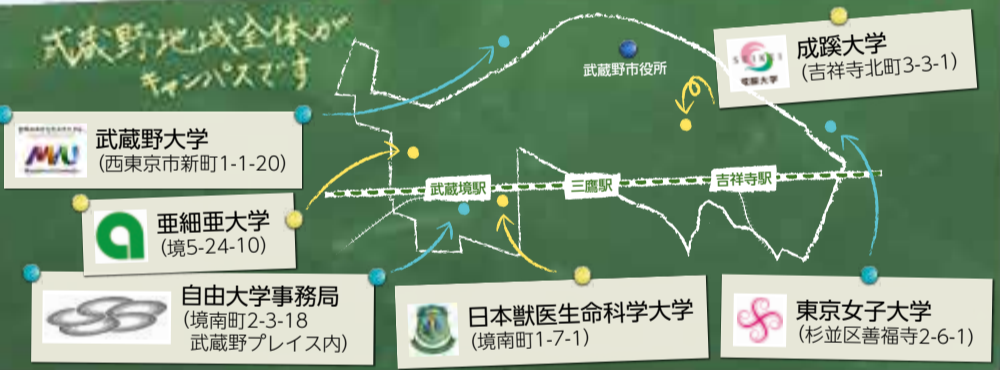 武蔵野地域全体が
キャンパスです
武蔵野市役所
SEIKEI
成蹊大学
成蹊大学
(吉祥寺北町3-3-1)
MU
武蔵野大学
(西東京市新町1-1-20)
武蔵境駅
三鷹駅
吉祥寺駅
亜細亜大学
(境5-24-10)
自由大学事務局
(境南町2-3-18
武蔵野プレイス内)
日本獣医生命科学大学
(境南町1-7-1)
東京女子大学
(杉並区善福寺2-6-1)